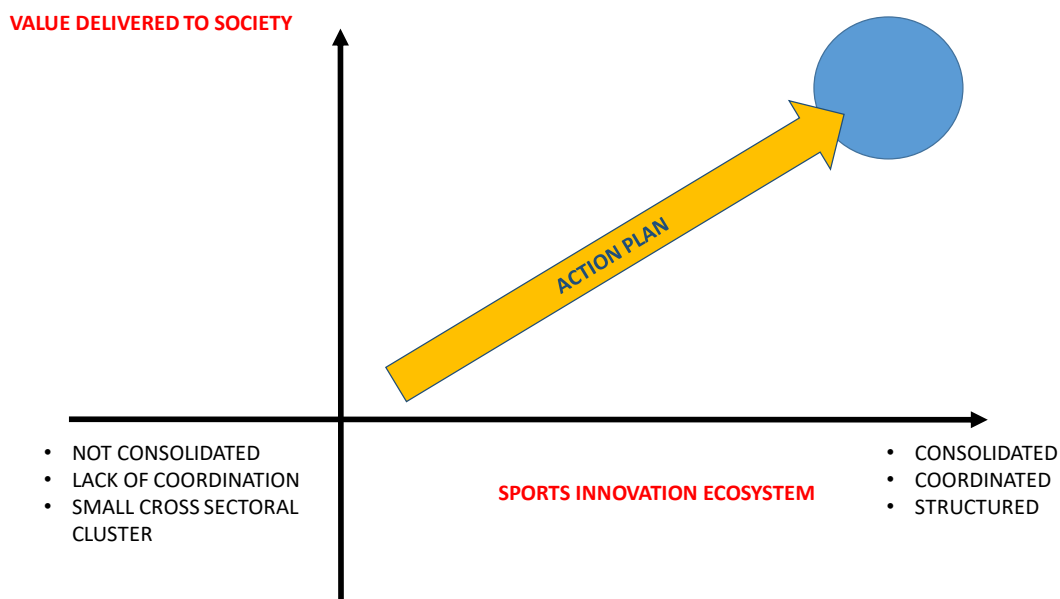 VALUE DELIVERED TO SOCIETY
ACTION PLAN
• NOT CONSOLIDATED
• LACK OF COORDINATION
• SMALL CROSS SECTORAL
CLUSTER
SPORTS INNOVATION ECOSYSTEM
• CONSOLIDATED
• COORDINATED
• STRUCTURED